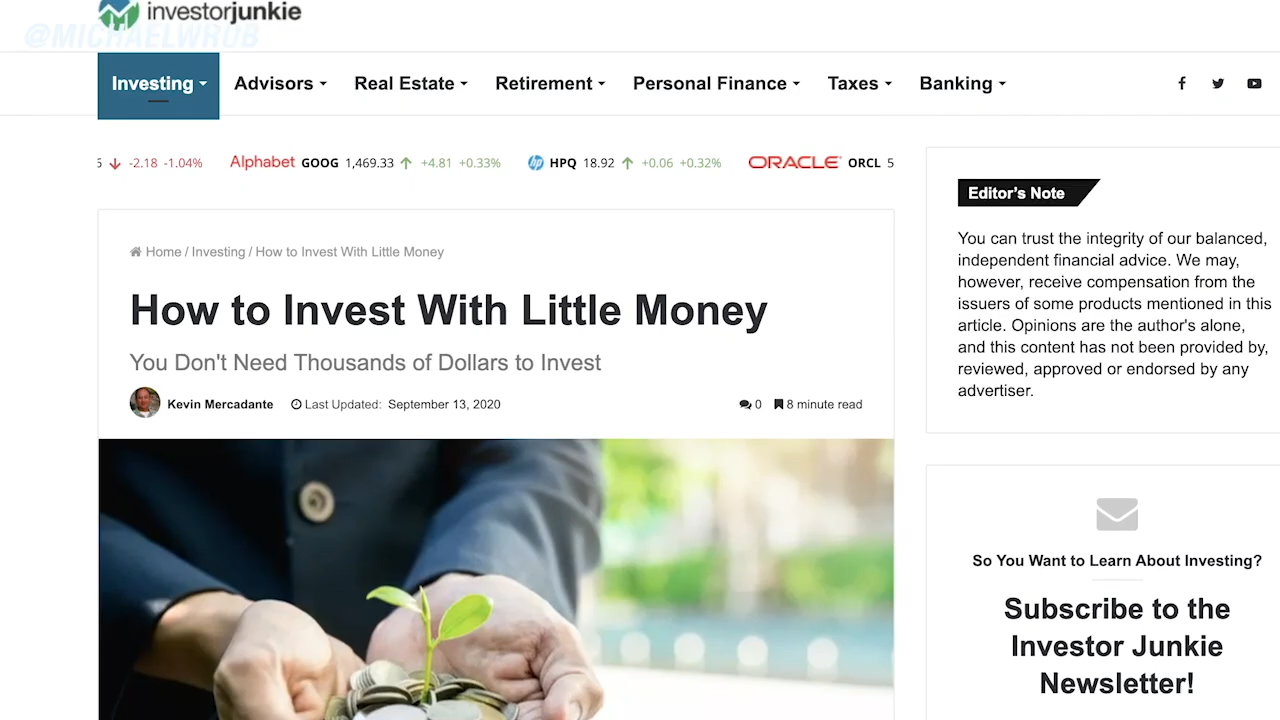 investorjunkie
@MICHAELWRUB
Investing Advisors Real Estate Retirement Personal Finance Taxes Banking
-2.18 -1.04% Alphabet GOOG 1,469.33 +4.81 +0.33% hp HPQ 18.92 +0.06 +0.32% ORACLE ORCL 5
Editor's Note
You can trust the integrity of our balanced,
independent financial advice. We may,
however, receive compensation from the
issuers of some products mentioned in this
article. Opinions are the author's alone,
and this content has not been provided by,
reviewed, approved or endorsed by any
advertiser.
Home / Investing / How to Invest With Little Money
How to Invest With Little Money
You Don't Need Thousands of Dollars to Invest
Kevin Mercadante Last Updated: September 13, 2020 0 8 minute read
So You Want to Learn About Investing?
Subscribe to the
Investor Junkie
Newsletter!